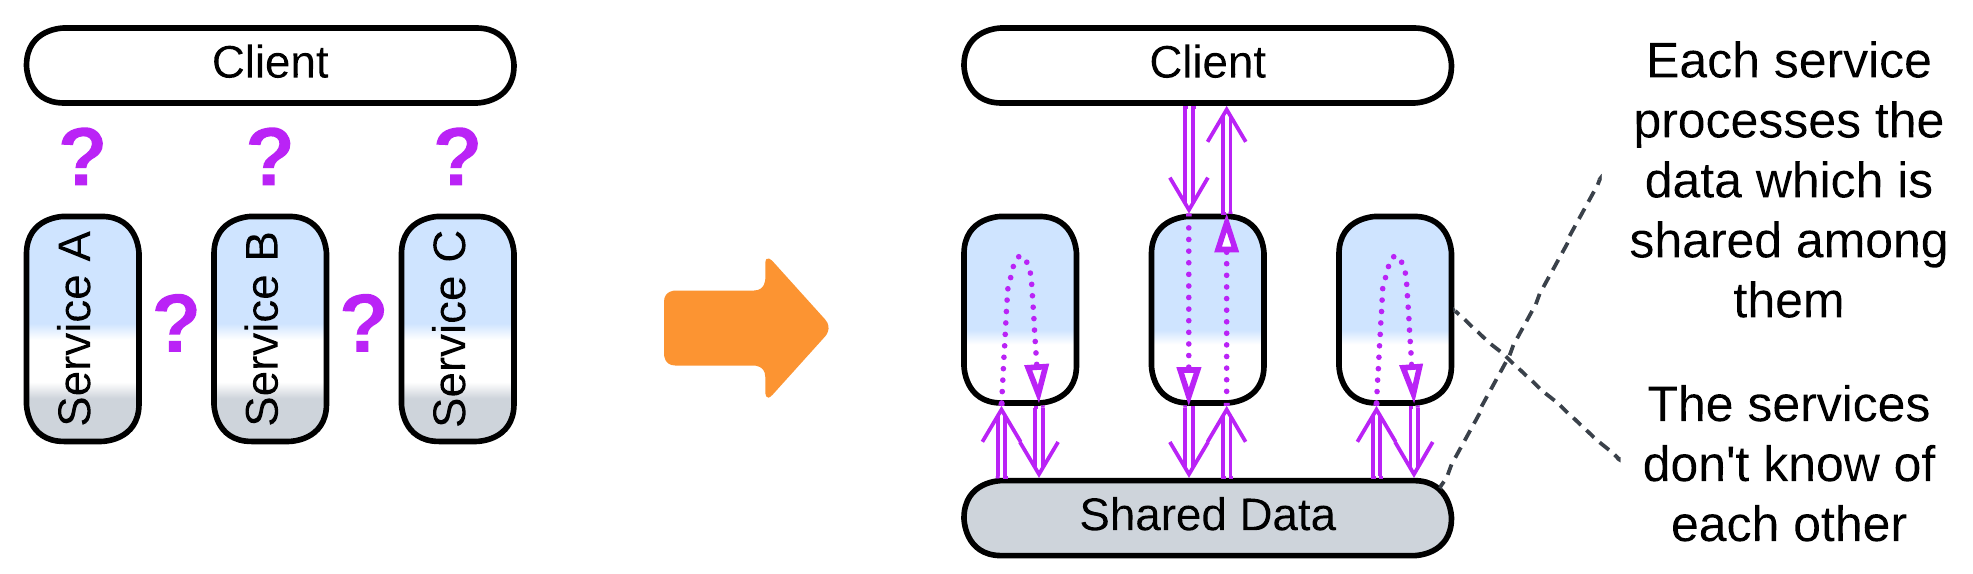 Client
? ? ?
Service A
?
Service B
?
Service C
Client
Shared Data
Each service
processes the
data which is
shared among
them
The services
don't know of
each other